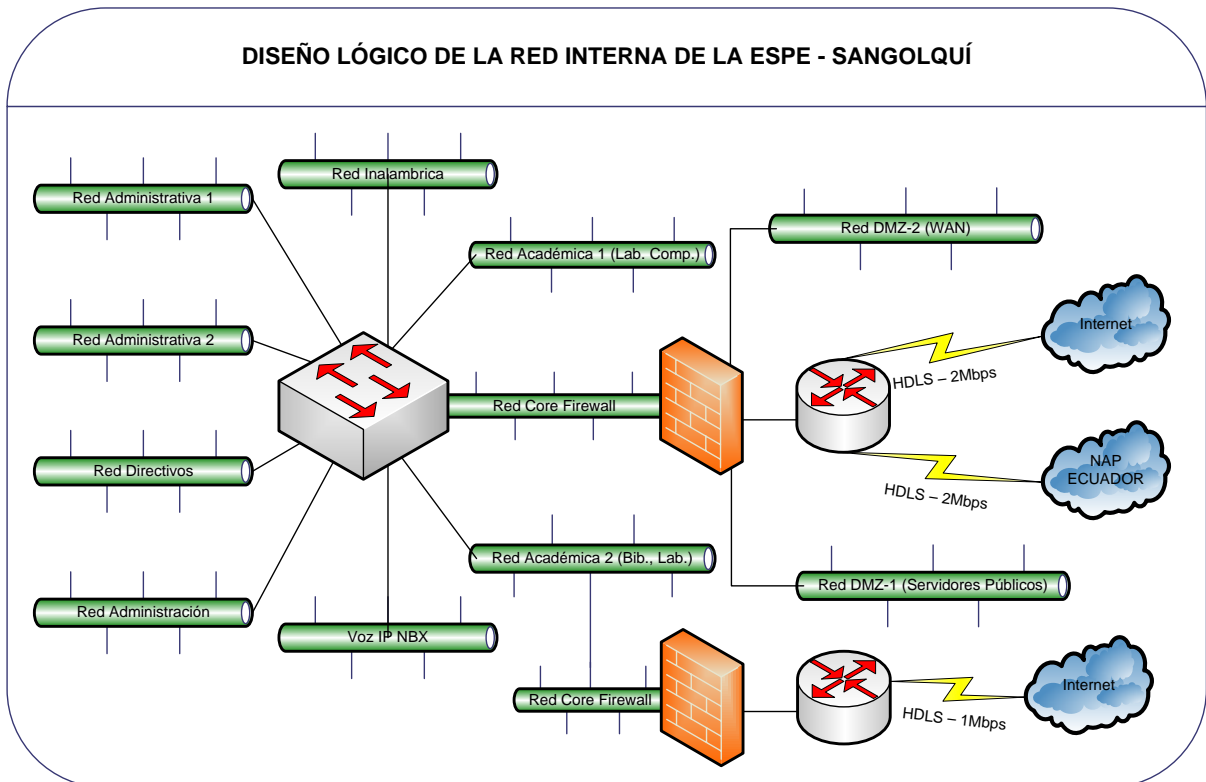 DISEÑO LÓGICO DE LA RED INTERNA DE LA ESPE - SANGOLQUÍ
Red Inalambrica
Red Administrativa 1
Red DMZ-2 (WAN)
Red Académica 1 (Lab. Comp.)
Internet
Red Administrativa 2
HDLS – 2Mbps
Red Core Firewall
Red Directivos
NAP
ECUADOR
HDLS – 2Mbps
Red Académica 2 (Bib., Lab.)
Red DMZ-1 (Servidores Públicos)
Red Administración
Voz IP NBX
Internet
Red Core Firewall
HDLS – 1Mbps